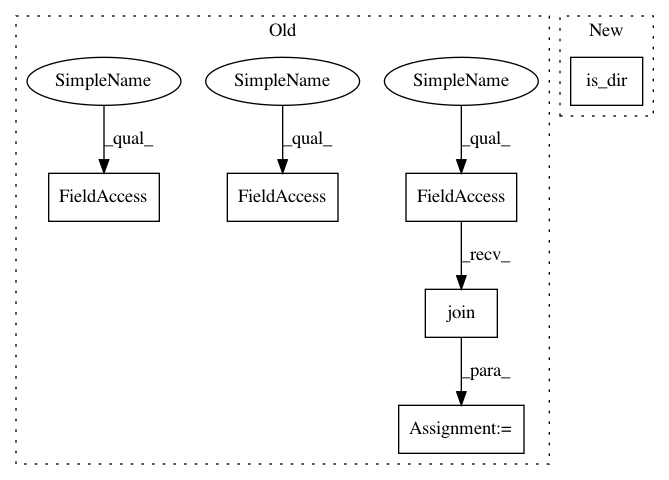 Old
New
SimpleName
SimpleName
SimpleName
is_dir
_qual_
_qual_
_qual_
FieldAccess
FieldAccess
FieldAccess
_recv_
join
_para_
Assignment:=